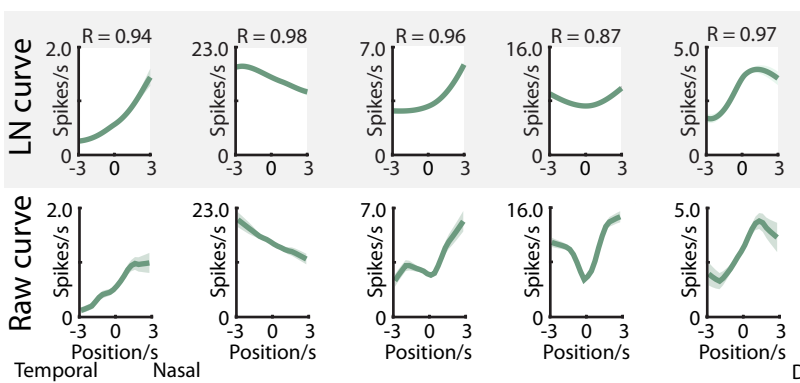 R = 0.94 R = 0.98 R = 0.96 R = 0.87 R = 0.97
LN curve
Spikes/s Spikes/s Spikes/s Spikes/s Spikes/s
2.0 23.0 7.0 16.0 5.0
0 0 0 0 0
-3 0 3 -3 0 3 -3 0 3 -3 0 3 -3 0 3
Raw curve
Spikes/s Spikes/s Spikes/s Spikes/s Spikes/s
2.0 23.0 7.0 16.0 5.0
0 0 0 0 0
-3 0 3 -3 0 3 -3 0 3 -3 0 3 -3 0 3
Position/s Position/s Position/s Position/s Position/s
Temporal Nasal D